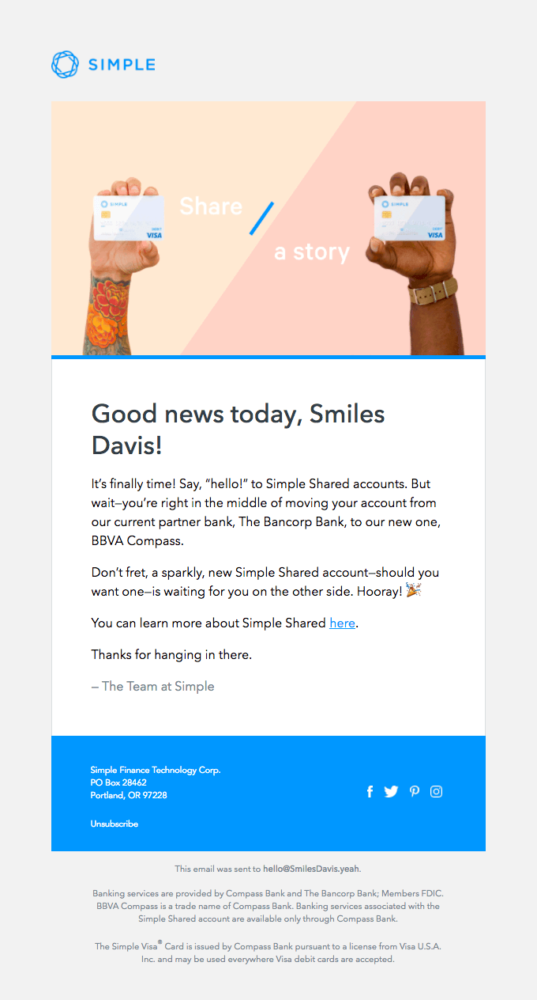 SIMPLE
Share
a story
SIMPLE
DEBIT
VISA
SIMPLE
DEBIT
VISA
Good news today, Smiles
Davis!
It’s finally time! Say, “hello!” to Simple Shared accounts. But
wait—you’re right in the middle of moving your account from
our current partner bank, The Bancorp Bank, to our new one,
BBVA Compass.
Don’t fret, a sparkly, new Simple Shared account—should you
want one—is waiting for you on the other side. Hooray! 🎉
You can learn more about Simple Shared here.
Thanks for hanging in there.
– The Team at Simple
Simple Finance Technology Corp.
PO Box 28462
Portland, OR 97228
Unsubscribe
This email was sent to hello@SmilesDavis.yeah.
Banking services are provided by Compass Bank and The Bancorp Bank; Members FDIC.
BBVA Compass is a trade name of Compass Bank. Banking services associated with the
Simple Shared account are available only through Compass Bank.
The Simple Visa® Card is issued by Compass Bank pursuant to a license from Visa U.S.A.
Inc. and may be used everywhere Visa debit cards are accepted.